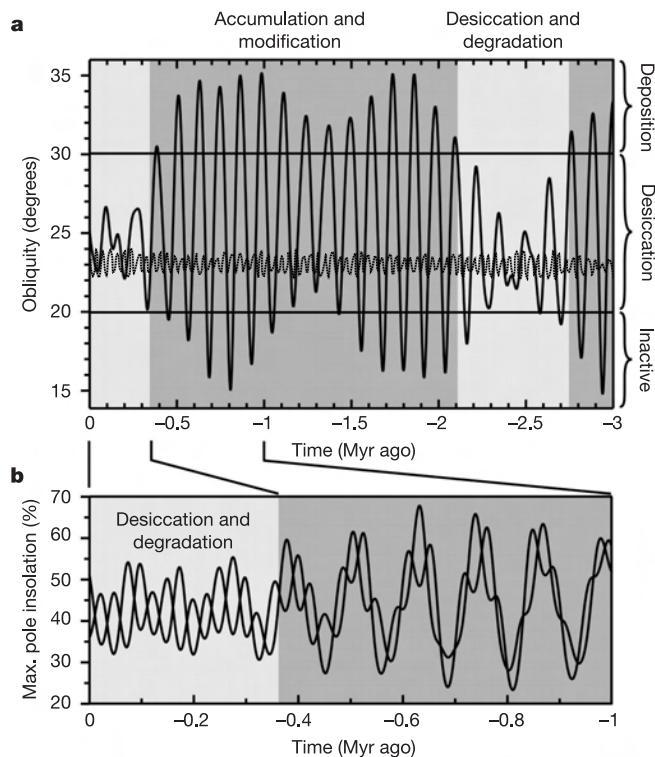 a
Accumulation and
modification
Desiccation and
degradation
35
30
25
20
15
Obliquity (degrees)
Deposition
Desiccation
Inactive
0
−0.5
−1
−1.5
−2
−2.5
−3
Time (Myr ago)
b
70
60
50
40
30
20
Max. pole insolation (%)
Desiccation and
degradation
0
−0.2
−0.4
−0.6
−0.8
−1
Time (Myr ago)